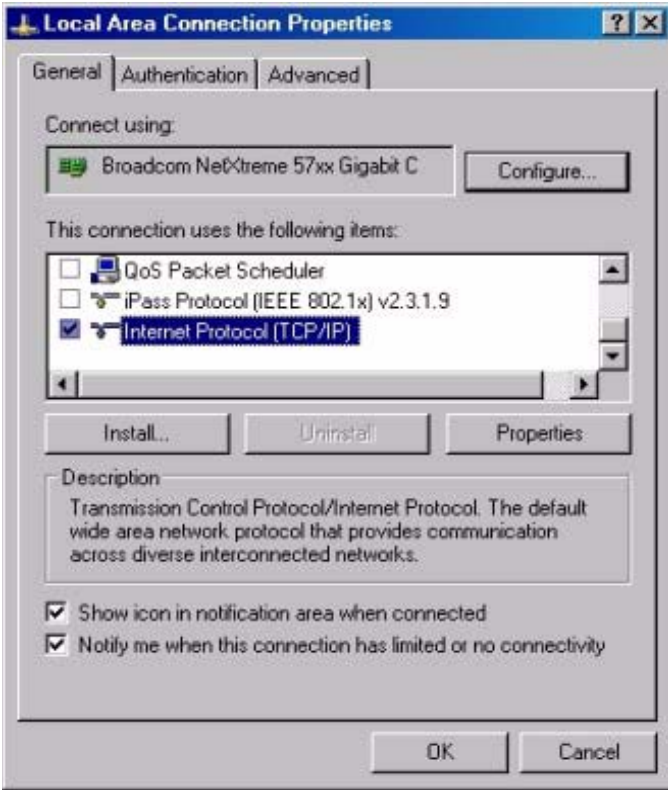 Local Area Connection Properties
General Authentication Advanced
Connect using:
Broadcom NetXtreme 57xx Gigabit C
Configure...
This connection uses the following items:
QoS Packet Scheduler
iPass Protocol (IEEE 802.1x) v2.3.1.9
Internet Protocol (TCP/IP)
Install... Uninstall Properties
Description
Transmission Control Protocol/Internet Protocol. The default
wide area network protocol that provides communication
across diverse interconnected networks.
Show icon in notification area when connected
Notify me when this connection has limited or no connectivity
OK Cancel